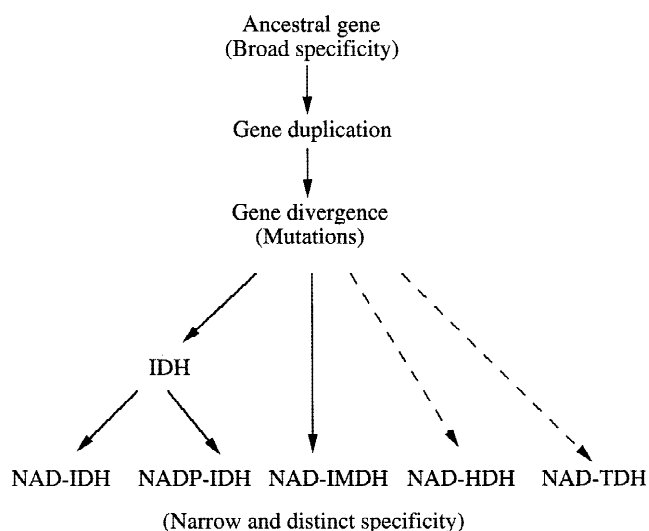 Ancestral gene
(Broad specificity)
Gene duplication
Gene divergence
(Mutations)
IDH
NAD-IDH NADP-IDH NAD-IMDH NAD-HDH NAD-TDH
(Narrow and distinct specificity)